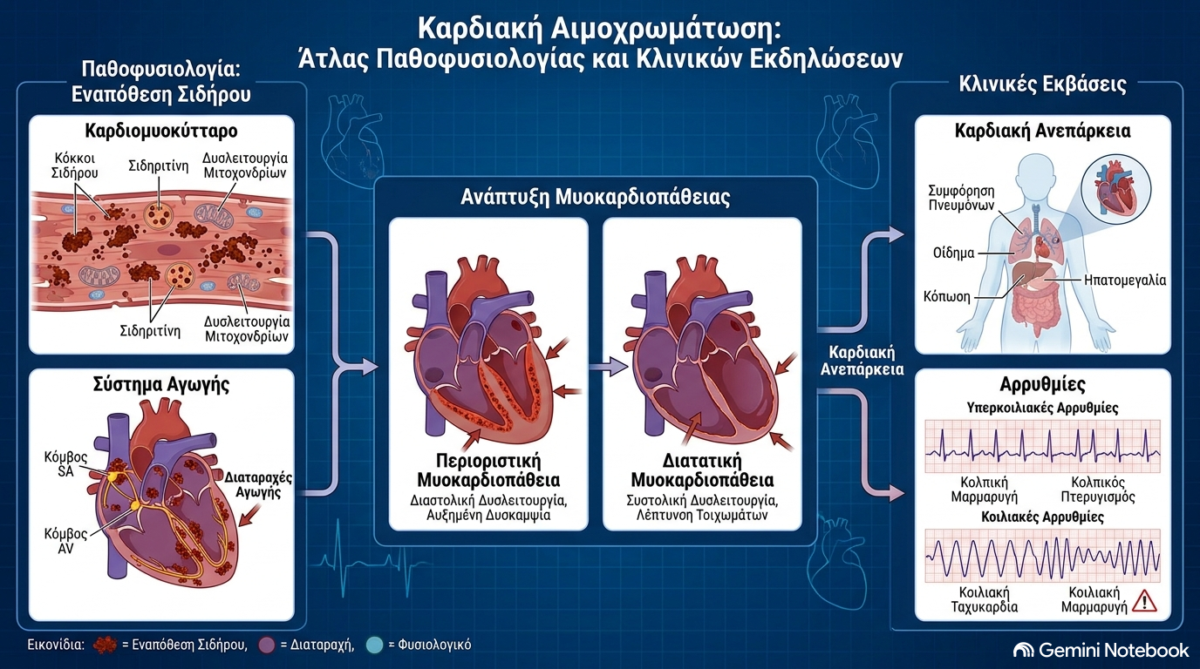 Καρδιακή Αιμοχρωμάτωση:
Άτλας Παθοφυσιολογίας και Κλινικών Εκδηλώσεων
Παθοφυσιολογία:
Εναπόθεση Σιδήρου
Καρδιομυοκύτταρο
Κόκκοι
Σιδήρου
Σιδηριτίνη
Δυσλειτουργία
Μιτοχονδρίων
Σιδηριτίνη
Δυσλειτουργία
Μιτοχονδρίων
Σύστημα Αγωγής
Κόμβος
SA
Διαταραχές
Αγωγής
Κόμβος
AV
Ανάπτυξη Μυοκαρδιοπάθειας
Περιοριστική
Μυοκαρδιοπάθεια
Διαστολική Δυσλειτουργία,
Αυξημένη Δυσκαμψία
Διατατική
Μυοκαρδιοπάθεια
Συστολική Δυσλειτουργία,
Λέπτυνση Τοιχωμάτων
Καρδιακή
Ανεπάρκεια
Κλινικές Εκβάσεις
Καρδιακή Ανεπάρκεια
Συμφόρηση
Πνευμόνων
Οίδημα
Κόπωση
Ηπατομεγαλία
Αρρυθμίες
Υπερκοιλιακές Αρρυθμίες
Κολπική
Μαρμαρυγή
Κολπικός
Πτερυγισμός
Κοιλιακές Αρρυθμίες
Κοιλιακή
Ταχυκαρδία
Κοιλιακή
Μαρμαρυγή
Εικονίδια: = Εναπόθεση Σιδήρου, = Διαταραχή, = Φυσιολογικό
Gemini Notebook